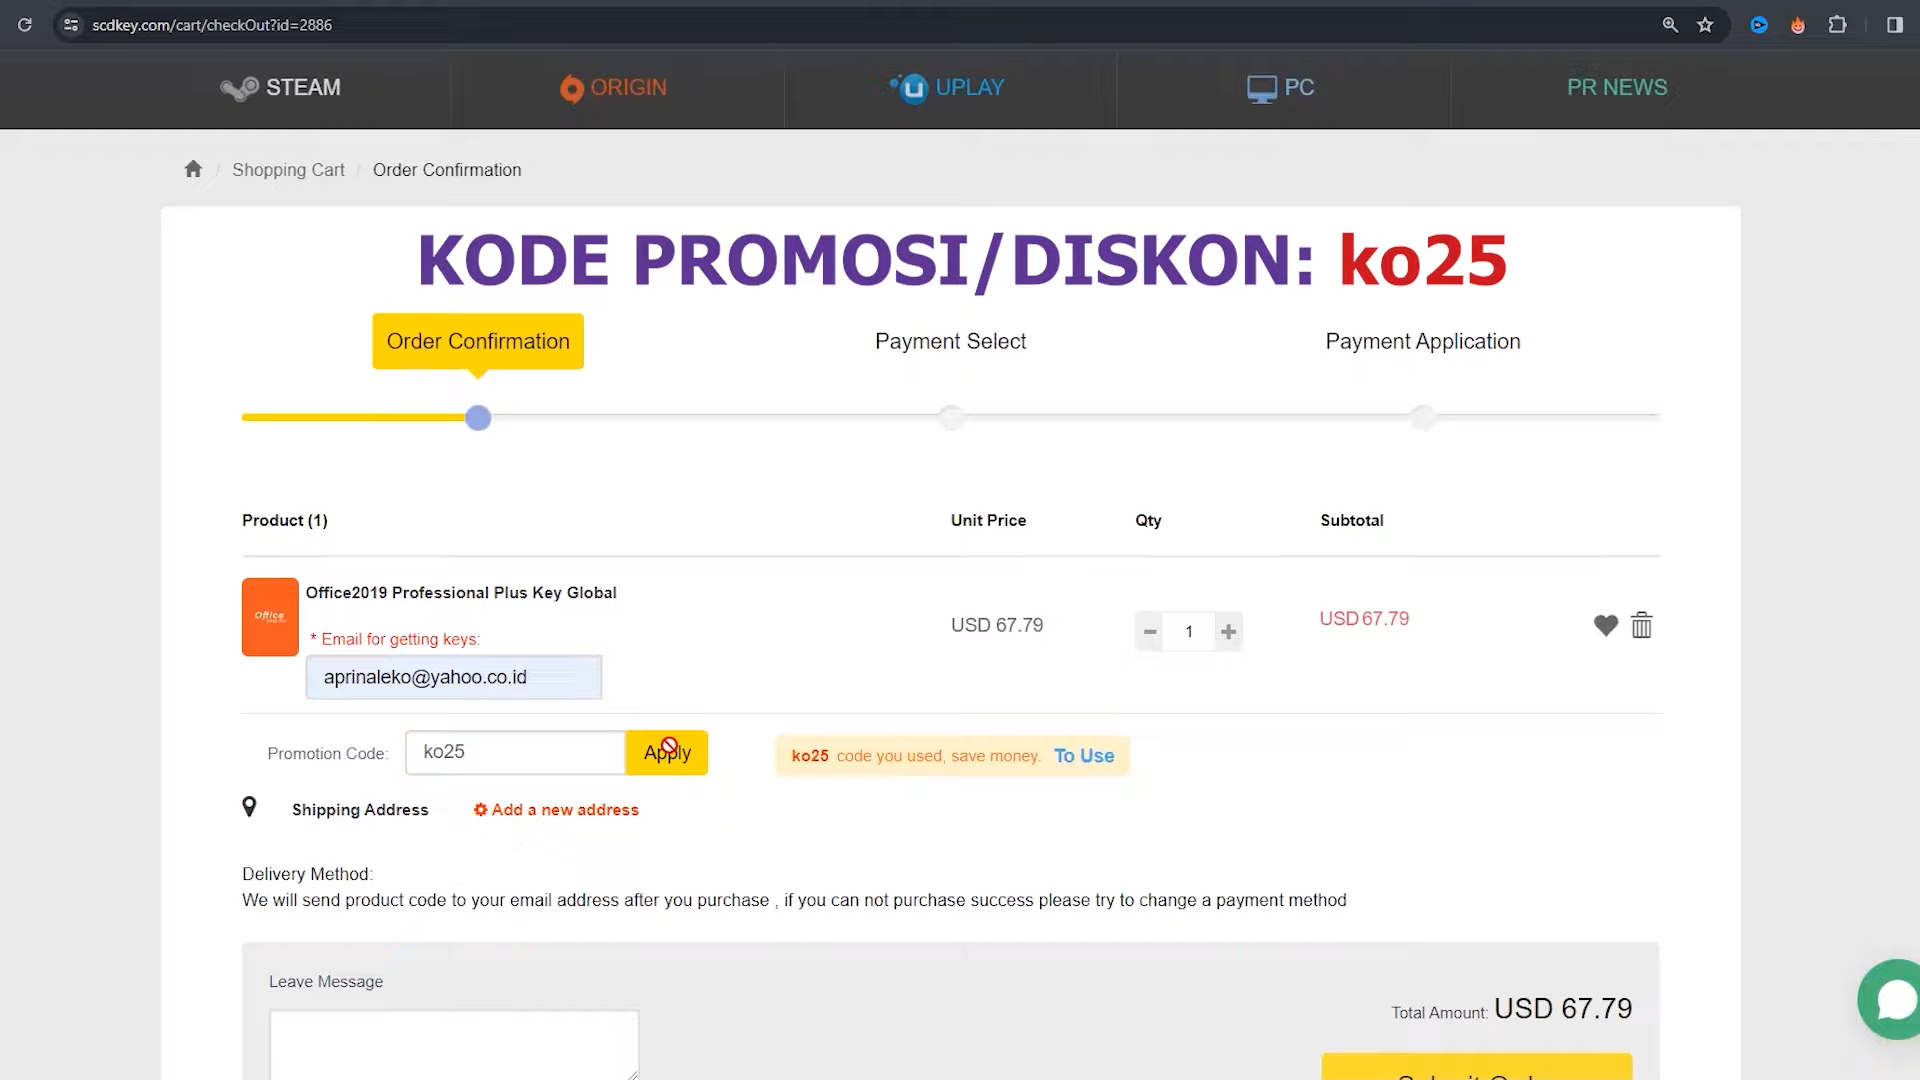 scdkey.com/cart/checkOut?id=2886
STEAM
ORIGIN
UPLAY
PC
PR NEWS
/ Shopping Cart / Order Confirmation
KODE PROMOSI/DISKON: ko25
Order Confirmation
Payment Select
Payment Application
Product (1)
Unit Price
Qty
Subtotal
Office
Office2019 Professional Plus Key Global
* Email for getting keys:
aprinaleko@yahoo.co.id
USD 67.79
1
USD 67.79
Promotion Code:
ko25
Apply
ko25 code you used, save money. To Use
Shipping Address
Add a new address
Delivery Method:
We will send product code to your email address after you purchase , if you can not purchase success please try to change a payment method
Leave Message
Total Amount: USD 67.79